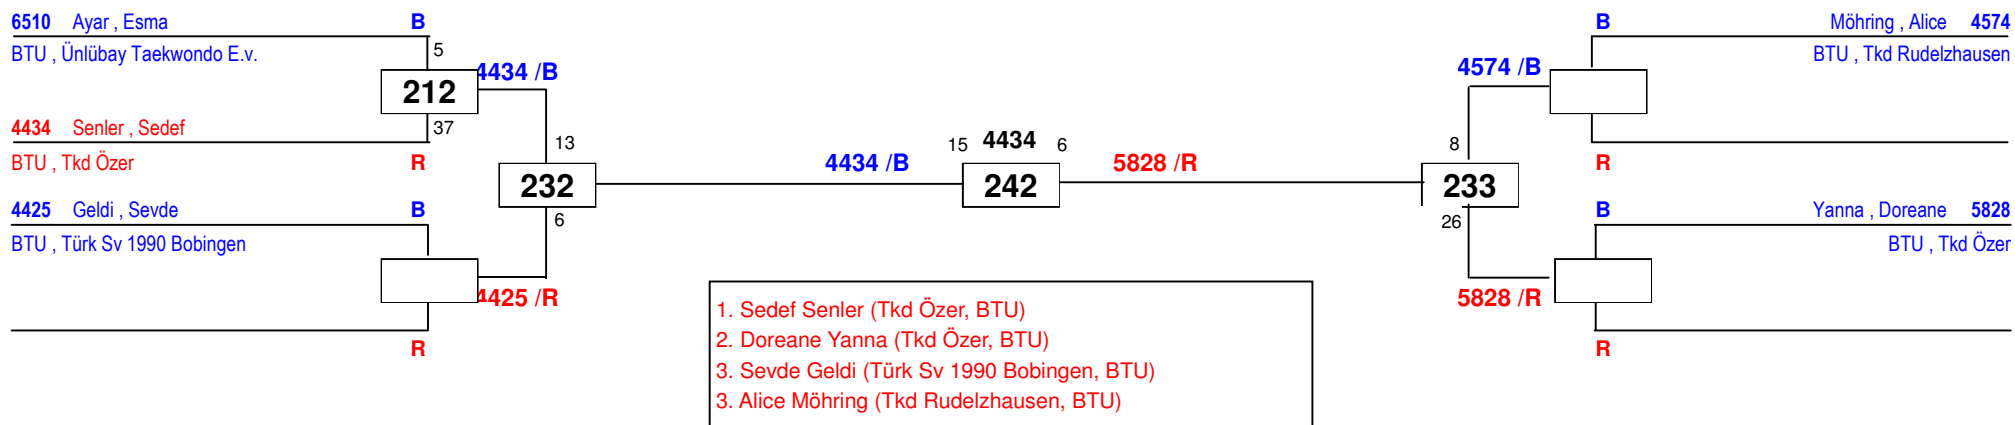 6510 Ayar , Esma B
BTU , Ünlübay Taekwondo E.v.
5
212
4434 /B
37
4434 Senler , Sedef
BTU , Tkd Özer R
13
232
6
4425 Geldi , Sevde B
BTU , Türk Sv 1990 Bobingen
4425 /R
R
4434 /B
15 4434 6
242
5828 /R
B Möhring , Alice 4574
BTU , Tkd Rudelzhausen
4574 /B
R
8
233
26
B Yanna , Doreane 5828
BTU , Tkd Özer
5828 /R
R
1. Sedef Senler (Tkd Özer, BTU)
2. Doreane Yanna (Tkd Özer, BTU)
3. Sevde Geldi (Türk Sv 1990 Bobingen, BTU)
3. Alice Möhring (Tkd Rudelzhausen, BTU)